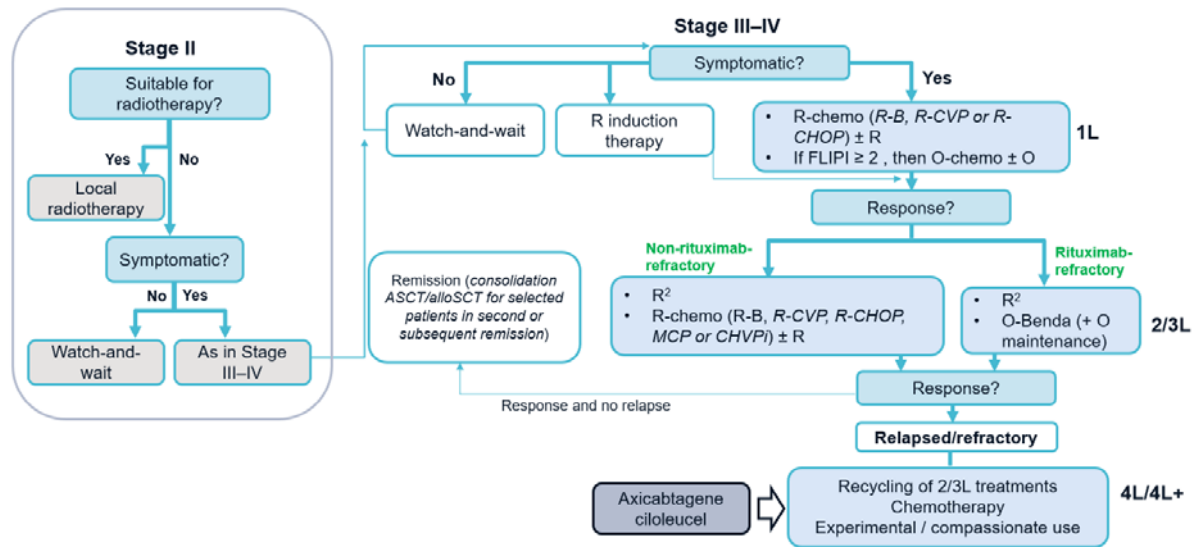 Stage II
Suitable for
radiotherapy?
Yes
No
Local
radiotherapy
Symptomatic?
No
Yes
Watch-and-
wait
As in Stage
III–IV
Stage III–IV
Symptomatic?
No
Yes
Watch-and-wait
R induction
therapy
• R-chemo (R-B, R-CVP or R-
CHOP) ± R
• If FLIPI ≥ 2 , then O-chemo ± O
1L
Response?
Non-rituximab-
refractory
Rituximab-
refractory
Remission (consolidation
ASCT/alloSCT for selected
patients in second or
subsequent remission)
• R²
• R-chemo (R-B, R-CVP, R-CHOP,
MCP or CHVPi) ± R
• R²
• O-Benda (+ O
maintenance)
2/3L
Response?
Response and no relapse
Relapsed/refractory
Axicabtagene
ciloleucel
Recycling of 2/3L treatments
Chemotherapy
Experimental / compassionate use
4L/4L+